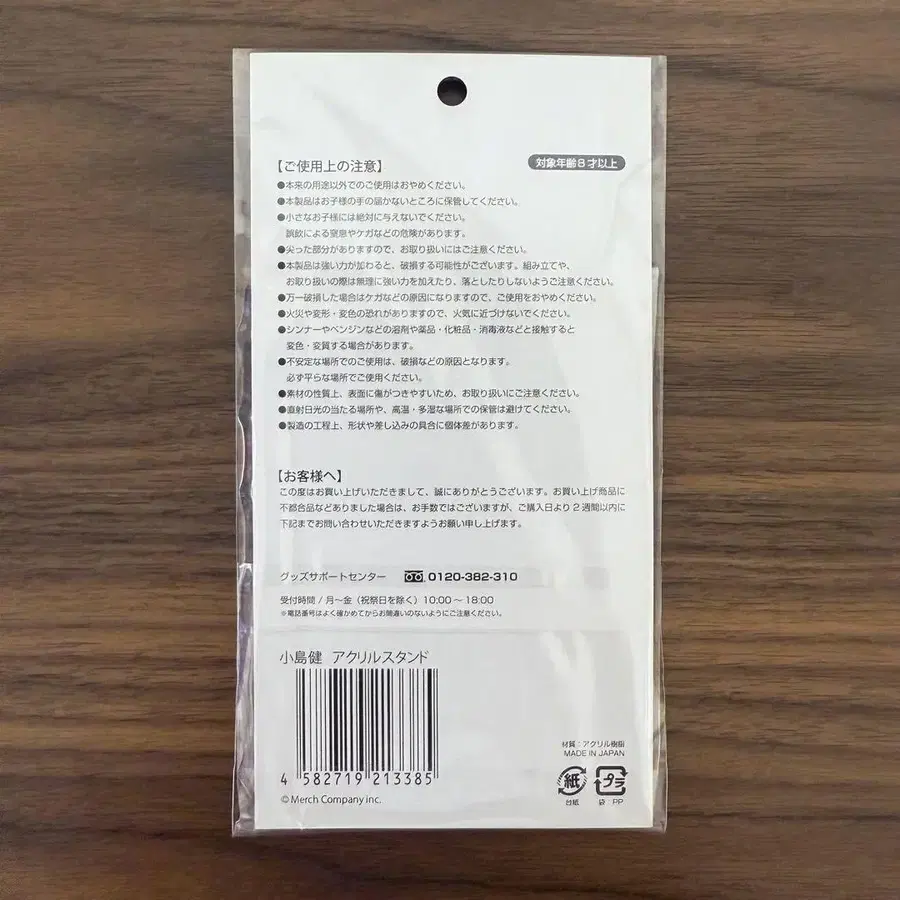 【ご使用上の注意】
対象年齢8才以上
●本来の用途以外でのご使用はおやめください。
●本製品はお子様の手の届かないところに保管してください。
●小さなお子様には絶対に与えないでください。
誤飲による窒息やケガなどの危険があります。
●尖った部分がありますので、お取り扱いにはご注意ください。
●本製品は強い力が加わると、破損する可能性がございます。組み立てや、
お取り扱いの際は無理に強い力を加えたり、落としたりしないようご注意ください。
●万一破損した場合はケガなどの原因になりますので、ご使用をおやめください。
●火災や変形・変色の恐れがありますので、火気に近づけないでください。
●シンナーやベンジンなどの溶剤や薬品・化粧品・消毒液などと接触すると
変色・変質する場合があります。
●不安定な場所でのご使用は、破損などの原因となります。
必ず平らな場所でご使用ください。
●素材の性質上、表面に傷がつきやすいため、お取り扱いにご注意ください。
●直射日光の当たる場所や、高温・多湿な場所での保管は避けてください。
●製造の工程上、形状や差し込みの具合に個体差があります。
【お客様へ】
この度はお買い上げいただきまして、誠にありがとうございます。お買い上げ商品に
不都合品などありました場合は、お手数ではございますが、ご購入日より2週間以内に
下記までお問い合わせいただきますようお願い申し上げます。
グッズサポートセンター 0120-382-310
受付時間/月〜金（祝祭日を除く）10:00〜18:00
※電話番号はよく確かめてからお間違いのないようにご注意ください。
小島健 アクリルスタンド
4 582719 213385
© Merch Company inc.
材質：アクリル樹脂
MADE IN JAPAN
紙 プラ
台紙 袋：PP